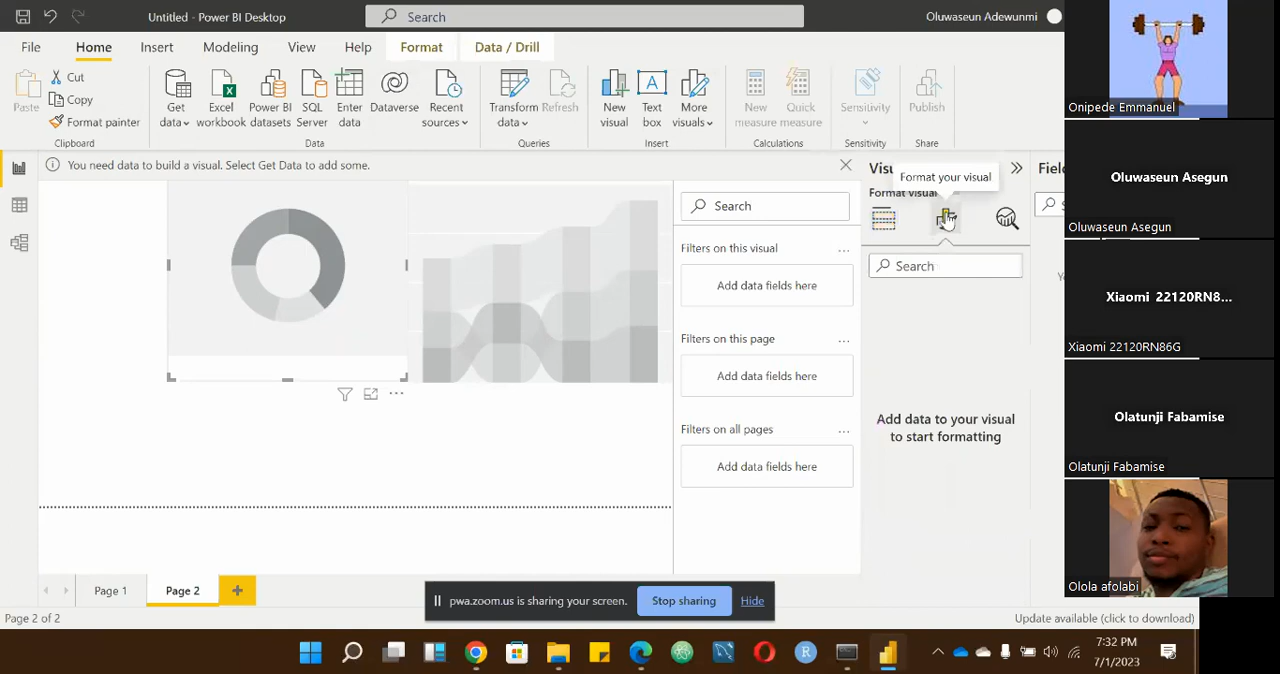 Untitled - Power BI Desktop
Search
Oluwaseun Adewunmi
File
Home
Insert
Modeling
View
Help
Format
Data / Drill
Paste
Cut
Copy
Format painter
Get data
Excel workbook
Power BI datasets
SQL Server
Enter data
Dataverse
Recent sources
Transform data
Refresh
New visual
Text box
More visuals
New measure
Quick measure
Sensitivity
Publish
Clipboard
Data
Queries
Insert
Calculations
Sensitivity
Share
You need data to build a visual. Select Get Data to add some.
Search
Filters on this visual
Add data fields here
Filters on this page
Add data fields here
Filters on all pages
Add data fields here
Format your visual
Format visual
Search
Add data to your visual
to start formatting
Onipede Emmanuel
Oluwaseun Asegun
Oluwaseun Asegun
Xiaomi 22120RN8...
Xiaomi 22120RN86G
Olatunji Fabamise
Olatunji Fabamise
Olola afolabi
Page 1
Page 2
pwa.zoom.us is sharing your screen.
Stop sharing
Hide
Page 2 of 2
Update available (click to download)
7:32 PM
7/1/2023